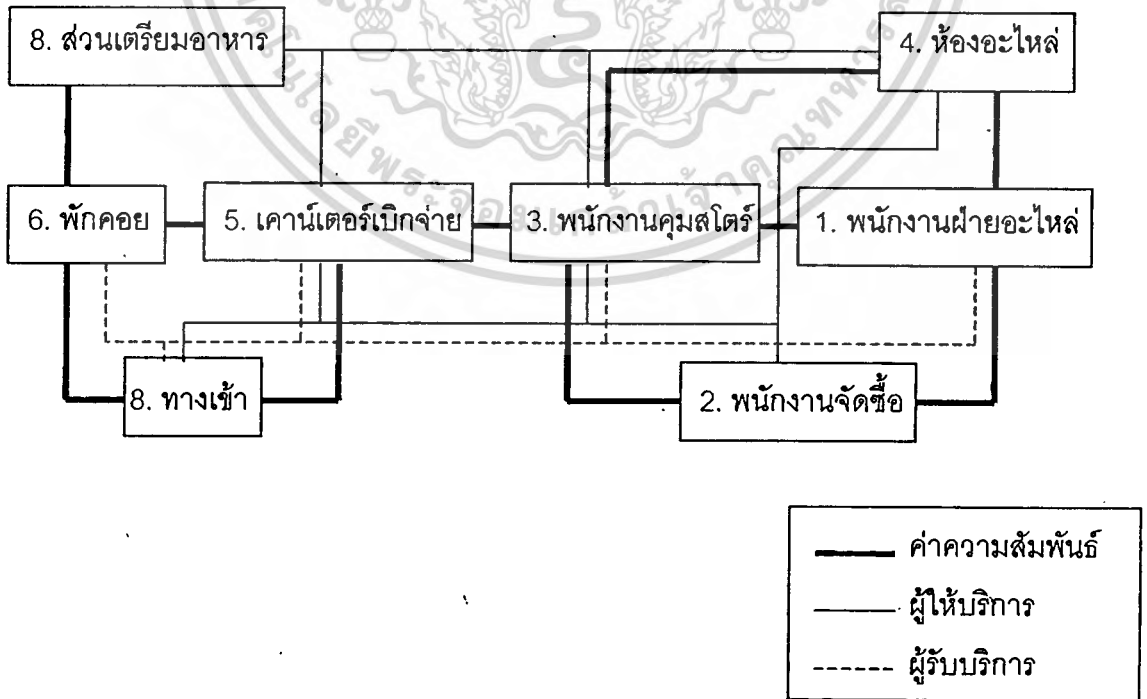 8. ส่วนเตรียมอาหาร
4. ห้องอะไหล่
6. พักคอย
5. เคาน์เตอร์เบิกจ่าย
3. พนักงานคุมสโตร์
1. พนักงานฝ่ายอะไหล่
8. ทางเข้า
2. พนักงานจัดซื้อ
ค่าความสัมพันธ์
ผู้ให้บริการ
ผู้รับบริการ